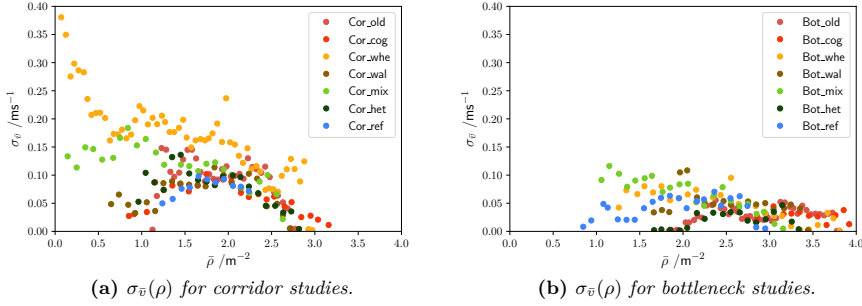 0.40
0.35
0.30
0.25
0.20
0.15
0.10
0.05
0.00
σ_v̄ /ms⁻¹
0.0 0.5 1.0 1.5 2.0 2.5 3.0 4.0
ρ̄ /m⁻²
Cor_old
Cor_cog
Cor_whe
Cor_wal
Cor_mix
Cor_het
Cor_ref
(a) σ_v̄(ρ) for corridor studies.
0.40
0.35
0.30
0.25
0.20
0.15
0.10
0.05
0.00
σ_v̄ /ms⁻¹
0.0 1.0 1.5 2.0 2.5 3.0 3.5 4.0
ρ̄ /m⁻²
Bot_old
Bot_cog
Bot_whe
Bot_wal
Bot_mix
Bot_het
Bot_ref
(b) σ_v̄(ρ) for bottleneck studies.